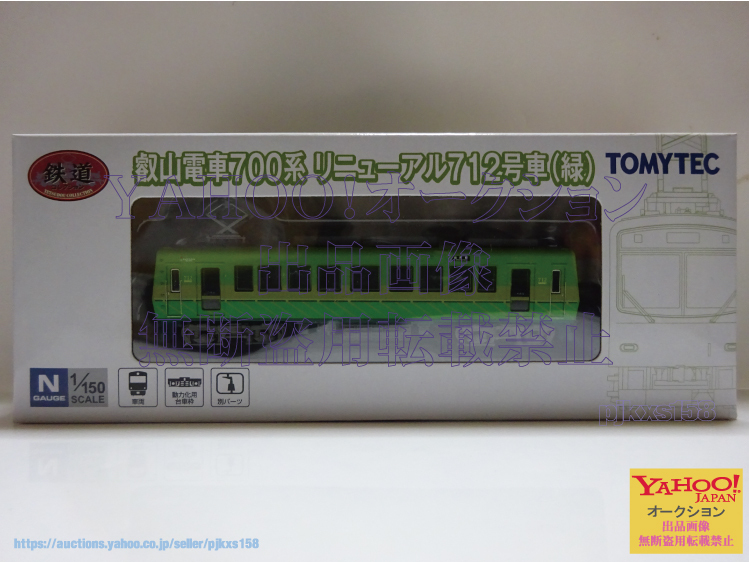 鉄道
叡山電車700系 リニューアル712号車(緑)
TOMYTEC
YAHOO!オークション
出品画像
無断盗用転載禁止
pjkxs158
N
GAUGE
1/150
SCALE
車両
動力化用
台車枠
別パーツ
YAHOO!
JAPAN
オークション
出品画像
無断盗用転載禁止
https://auctions.yahoo.co.jp/seller/pjkxs158